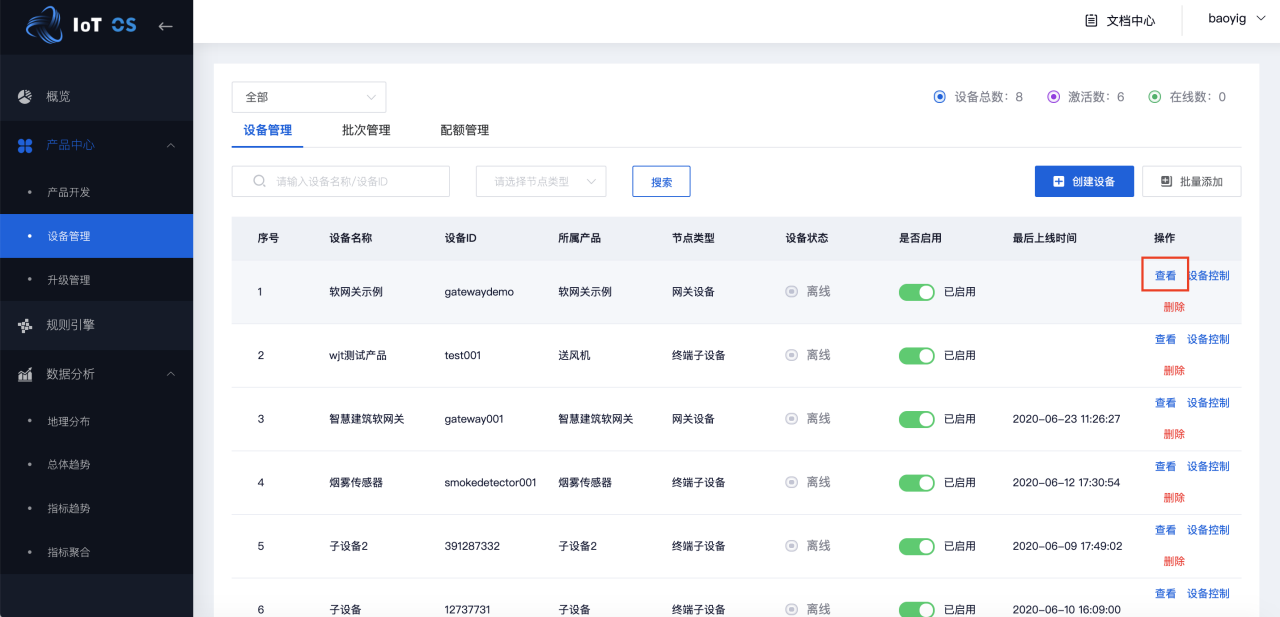 IoT OS
文档中心
baoyig
概览
产品中心
产品开发
设备管理
升级管理
规则引擎
数据分析
地理分布
总体趋势
指标趋势
指标聚合
全部
设备总数: 8 激活数: 6 在线数: 0
设备管理 批次管理 配额管理
请输入设备名称/设备ID 请选择节点类型 搜索 创建设备 批量添加
序号 设备名称 设备ID 所属产品 节点类型 设备状态 是否启用 最后上线时间 操作
1 软网关示例 gatewaydemo 软网关示例 网关设备 离线 已启用 查看 设备控制
删除
2 wjt测试产品 test001 送风机 终端子设备 离线 已启用 查看 设备控制
删除
3 智慧建筑软网关 gateway001 智慧建筑软网关 网关设备 离线 已启用 2020-06-23 11:26:27 查看 设备控制
删除
4 烟雾传感器 smokedetector001 烟雾传感器 终端子设备 离线 已启用 2020-06-12 17:30:54 查看 设备控制
删除
5 子设备2 391287332 子设备2 终端子设备 离线 已启用 2020-06-09 17:49:02 查看 设备控制
删除
6 子设备 12737731 子设备 终端子设备 离线 已启用 2020-06-10 16:09:00 查看 设备控制